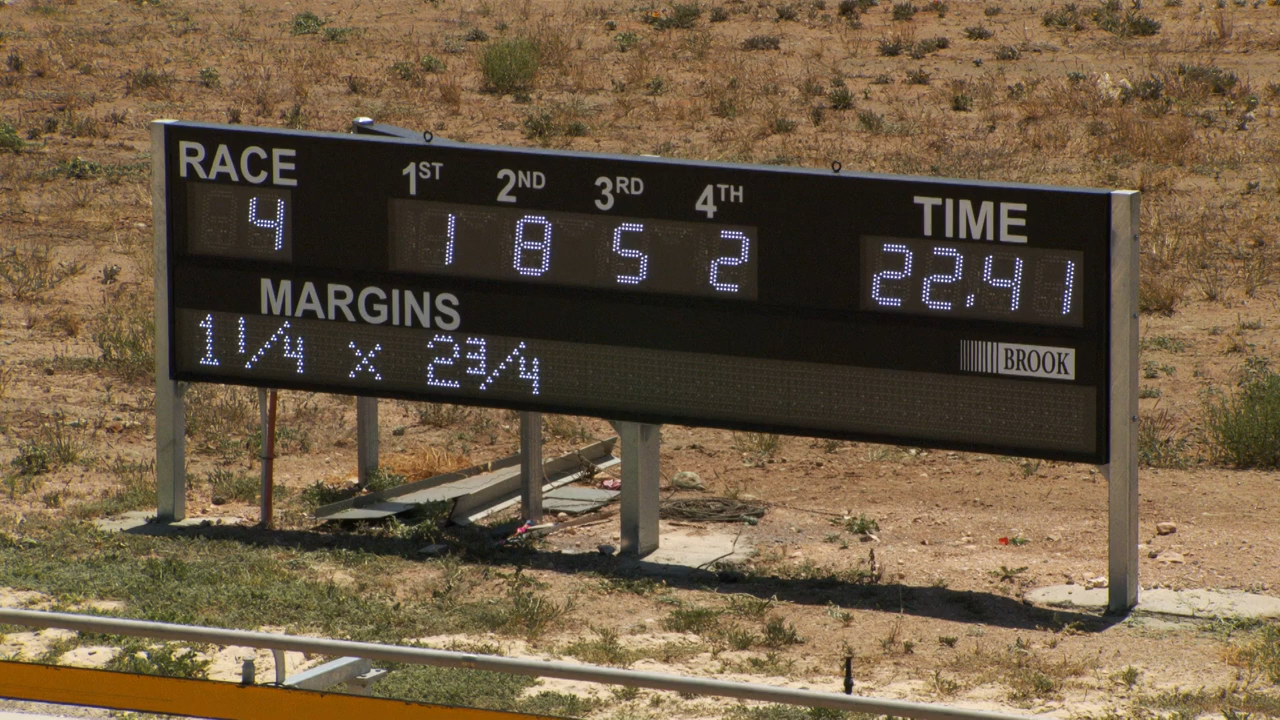 RACE 1ST 2ND 3RD 4TH TIME
4 1 8 5 2 22.41
MARGINS
1 1/4 x 2 3/4
BROOK